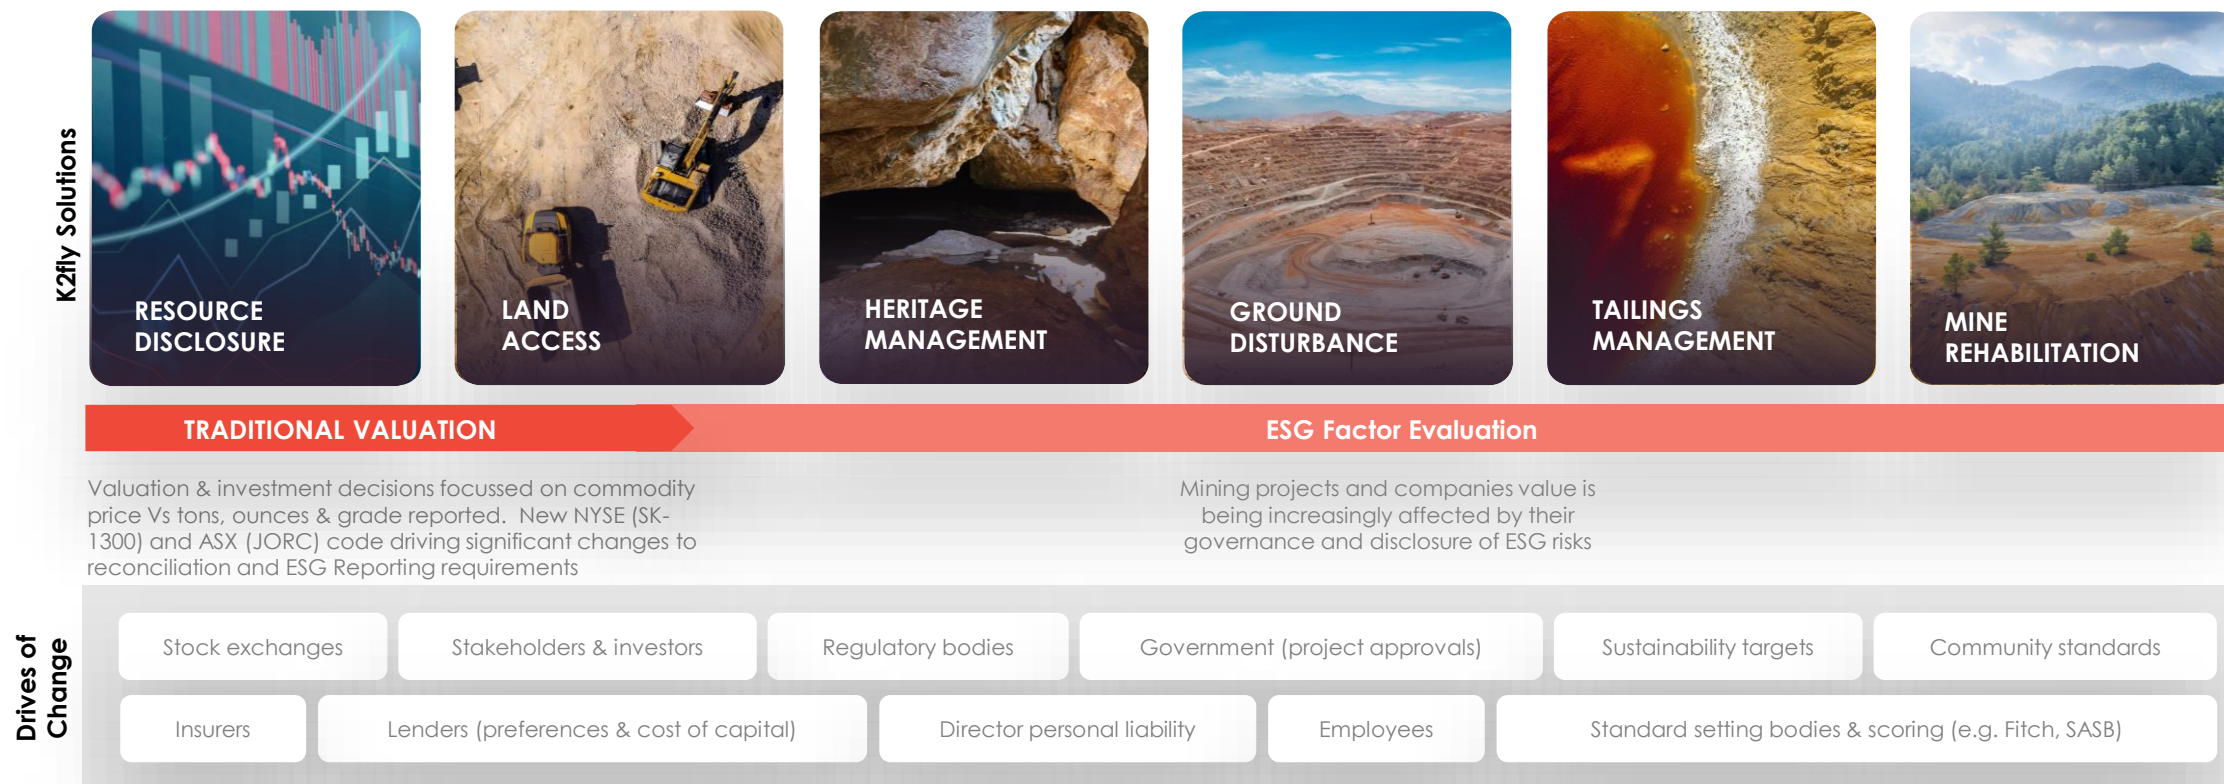 K2fly Solutions
RESOURCE
DISCLOSURE
LAND
ACCESS
HERITAGE
MANAGEMENT
GROUND
DISTURBANCE
TAILINGS
MANAGEMENT
MINE
REHABILITATION
TRADITIONAL VALUATION
ESG Factor Evaluation
Valuation & investment decisions focussed on commodity
price Vs tons, ounces & grade reported. New NYSE (SK-
1300) and ASX (JORC) code driving significant changes to
reconciliation and ESG Reporting requirements
Mining projects and companies value is
being increasingly affected by their
governance and disclosure of ESG risks
Drives of
Change
Stock exchanges
Stakeholders & investors
Regulatory bodies
Government (project approvals)
Sustainability targets
Community standards
Insurers
Lenders (preferences & cost of capital)
Director personal liability
Employees
Standard setting bodies & scoring (e.g. Fitch, SASB)